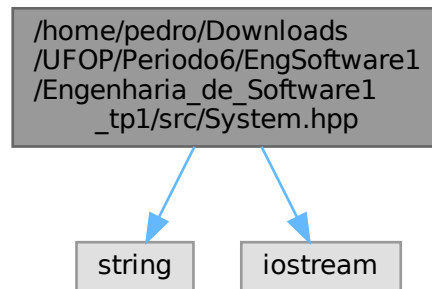 /home/pedro/Downloads
/UFOP/Periodo6/EngSoftware1
/Engenharia_de_Software1
_tp1/src/System.hpp
string
iostream